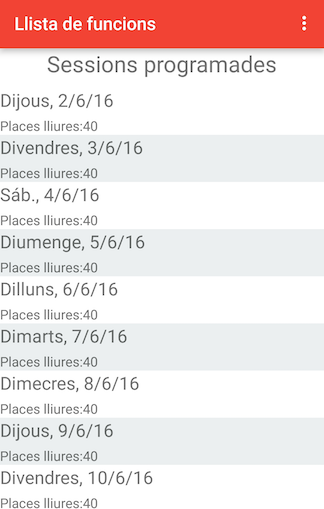 Llista de funcions
Sessions programades
Dijous, 2/6/16
Places lliures:40
Divendres, 3/6/16
Places lliures:40
Sáb., 4/6/16
Places lliures:40
Diumenge, 5/6/16
Places lliures:40
Dilluns, 6/6/16
Places lliures:40
Dimarts, 7/6/16
Places lliures:40
Dimecres, 8/6/16
Places lliures:40
Dijous, 9/6/16
Places lliures:40
Divendres, 10/6/16
Places lliures:40